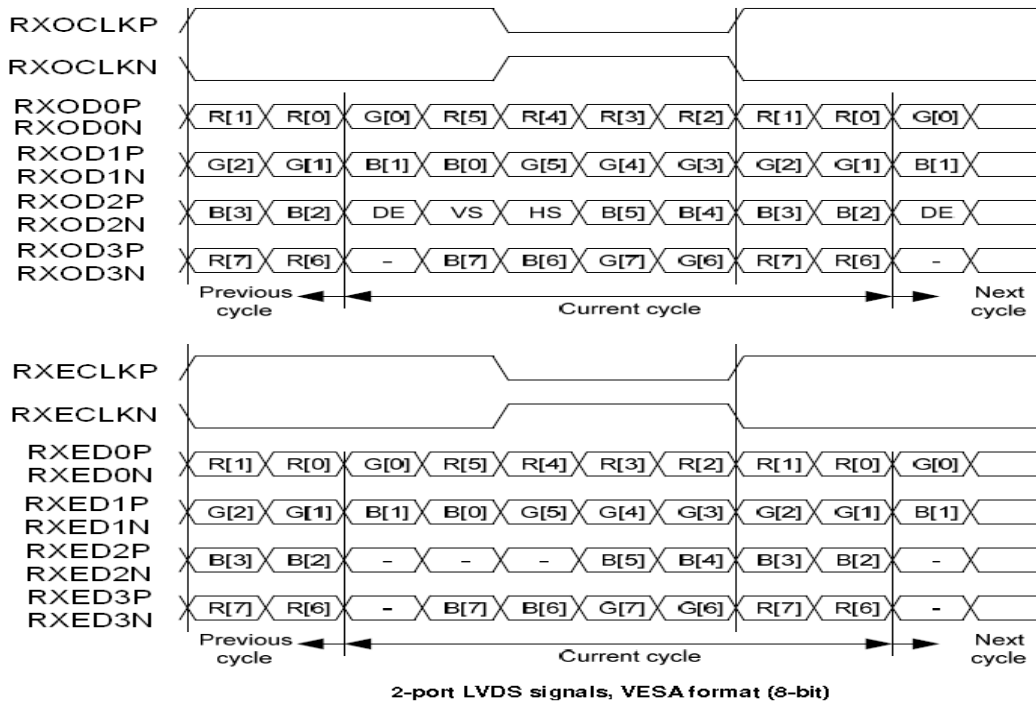 RXOCLKP
RXOCLKN
RXOD0P R[1] R[0] G[0] R[5] R[4] R[3] R[2] R[1] R[0] G[0]
RXOD0N
RXOD1P G[2] G[1] B[1] B[0] G[5] G[4] G[3] G[2] G[1] B[1]
RXOD1N
RXOD2P B[3] B[2] DE VS HS B[5] B[4] B[3] B[2] DE
RXOD2N
RXOD3P R[7] R[6] - B[7] B[6] G[7] G[6] R[7] R[6] -
RXOD3N
Previous cycle Current cycle Next cycle
RXECLKP
RXECLKN
RXED0P R[1] R[0] G[0] R[5] R[4] R[3] R[2] R[1] R[0] G[0]
RXED0N
RXED1P G[2] G[1] B[1] B[0] G[5] G[4] G[3] G[2] G[1] B[1]
RXED1N
RXED2P B[3] B[2] - - - B[5] B[4] B[3] B[2] -
RXED2N
RXED3P R[7] R[6] - B[7] B[6] G[7] G[6] R[7] R[6] -
RXED3N
Previous cycle Current cycle Next cycle
2-port LVDS signals, VESA format (8-bit)